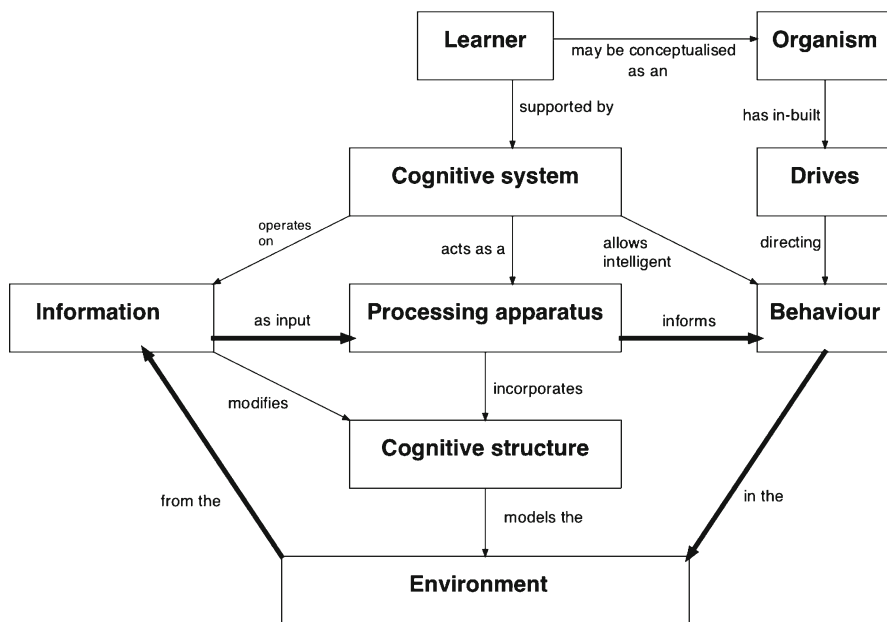 Learner
may be conceptualised
as an
Organism
supported by
has in-built
Cognitive system
Drives
operates
on
acts as a
allows
intelligent
directing
Information
as input
Processing apparatus
informs
Behaviour
modifies
incorporates
Cognitive structure
from the
models the
in the
Environment